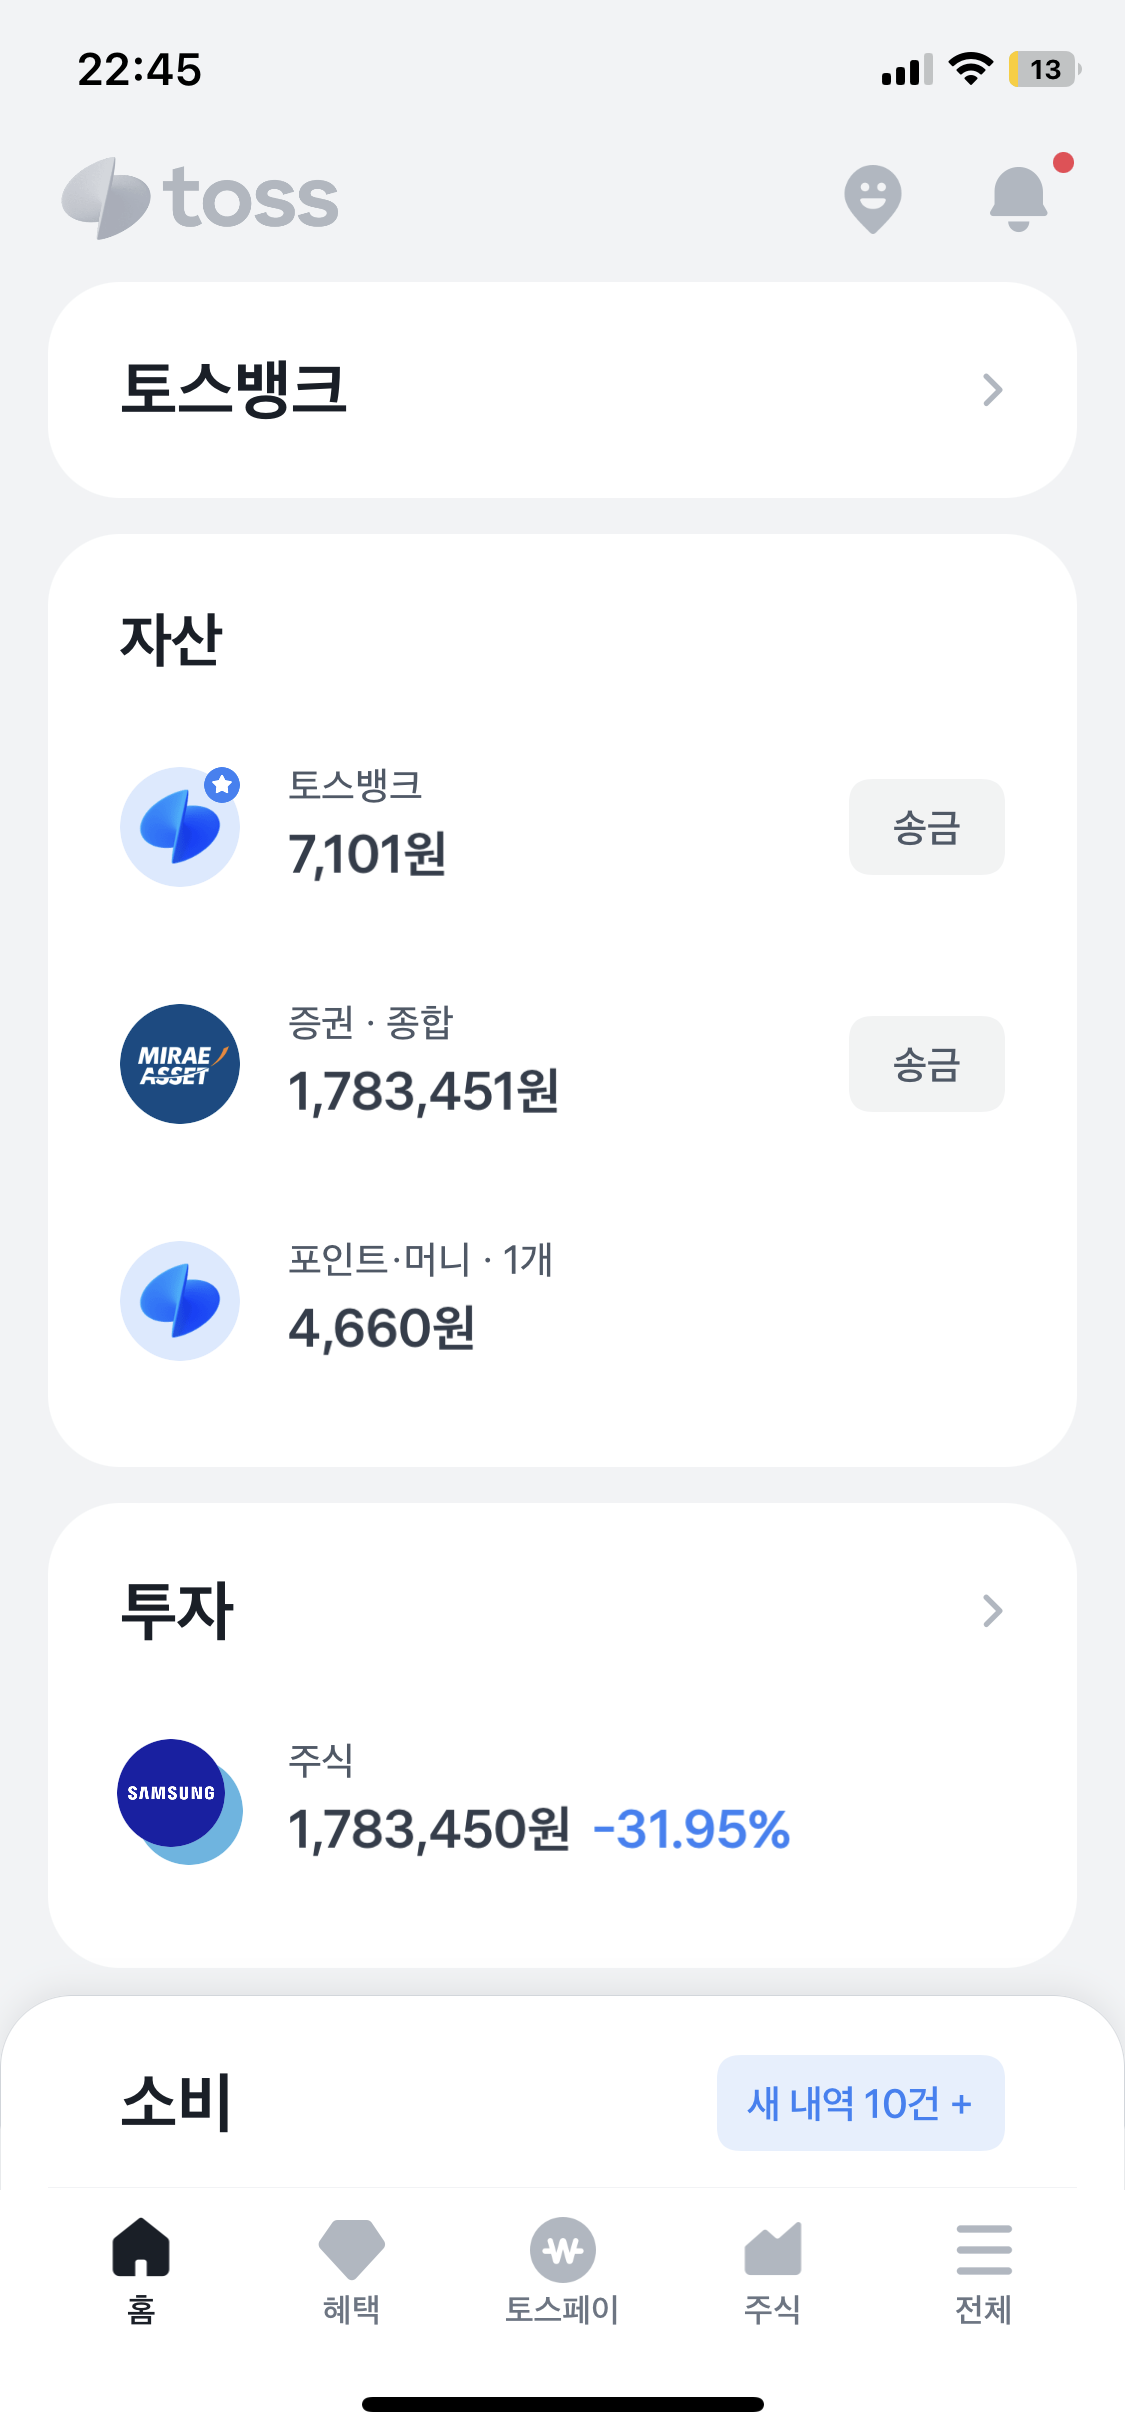 22:45
13
toss
토스뱅크
자산
토스뱅크
7,101원
송금
MIRAE
ASSET
증권 · 종합
1,783,451원
송금
포인트·머니 · 1개
4,660원
투자
SAMSUNG
주식
1,783,450원 -31.95%
소비
새 내역 10건 +
홈
혜택
토스페이
주식
전체